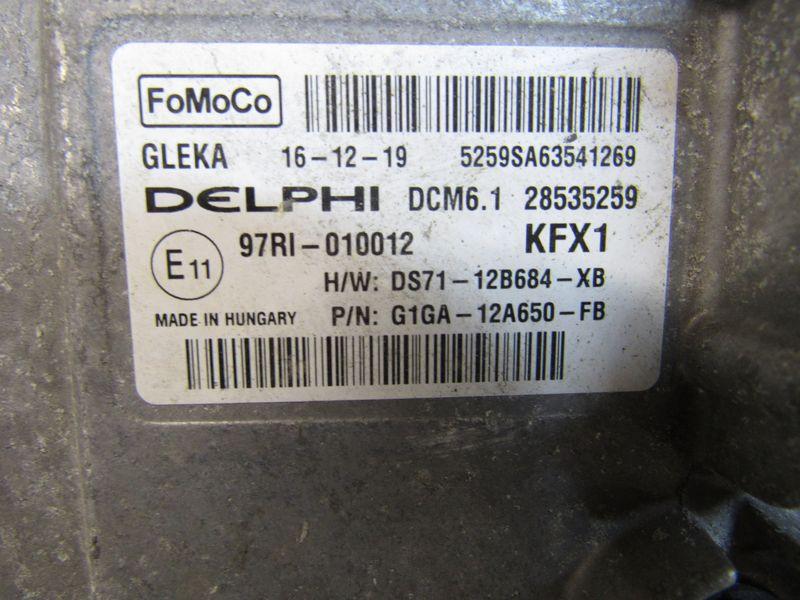 FoMoCo
GLEKA 16-12-19 5259SA63541269
DELPHI DCM6.1 28535259
E11 97RI-010012 KFX1
H/W: DS71-12B684-XB
MADE IN HUNGARY P/N: G1GA-12A650-FB